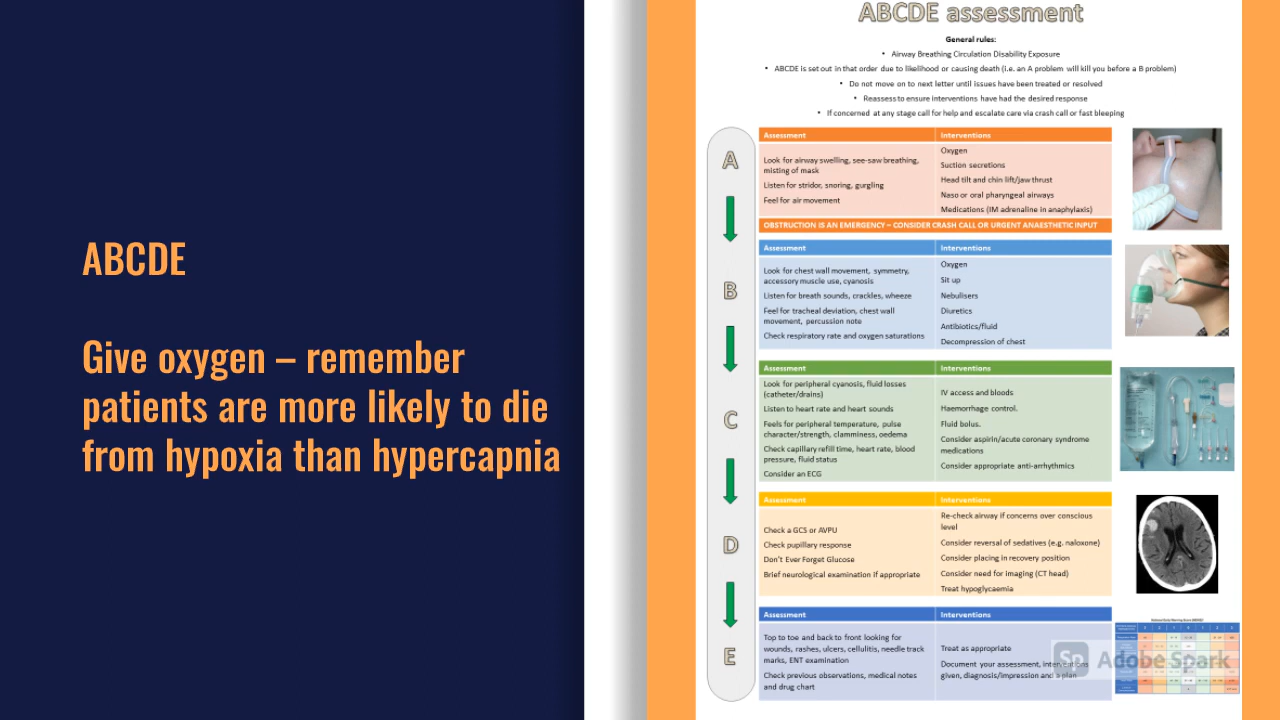 ABCDE
Give oxygen – remember
patients are more likely to die
from hypoxia than hypercapnia
ABCDE assessment
General rules:
• Airway Breathing Circulation Disability Exposure
• ABCDE is set out in that order due to likelihood or causing death (i.e. an A problem will kill you before a B problem)
• Do not move on to next letter until issues have been treated or resolved
• Reassess to ensure interventions have had the desired response
• If concerned at any stage call for help and escalate care via crash call or fast bleeping
A
Assessment
Look for airway swelling, see-saw breathing,
misting of mask
Listen for stridor, snoring, gurgling
Feel for air movement
Interventions
Oxygen
Suction secretions
Head tilt and chin lift/jaw thrust
Naso or oral pharyngeal airways
Medications (IM adrenaline in anaphylaxis)
OBSTRUCTION IS AN EMERGENCY – CONSIDER CRASH CALL OR URGENT ANAESTHETIC INPUT
B
Assessment
Look for chest wall movement, symmetry,
accessory muscle use, cyanosis
Listen for breath sounds, crackles, wheeze
Feel for tracheal deviation, chest wall
movement, percussion note
Check respiratory rate and oxygen saturations
Interventions
Oxygen
Sit up
Nebulisers
Diuretics
Antibiotics/fluid
Decompression of chest
C
Assessment
Look for peripheral cyanosis, fluid losses
(catheter/drains)
Listen to heart rate and heart sounds
Feels for peripheral temperature, pulse
character/strength, clamminess, oedema
Check capillary refill time, heart rate, blood
pressure, fluid status
Consider an ECG
Interventions
IV access and bloods
Haemorrhage control.
Fluid bolus.
Consider aspirin/acute coronary syndrome
medications
Consider appropriate anti-arrhythmics
D
Assessment
Check a GCS or AVPU
Check pupillary response
Don't Ever Forget Glucose
Brief neurological examination if appropriate
Interventions
Re-check airway if concerns over conscious
level
Consider reversal of sedatives (e.g. naloxone)
Consider placing in recovery position
Consider need for imaging (CT head)
Treat hypoglycaemia
E
Assessment
Top to toe and back to front looking for
wounds, rashes, ulcers, cellulitis, needle track
marks, ENT examination
Check previous observations, medical notes
and drug chart
Interventions
Treat as appropriate
Document your assessment, interventions
given, diagnosis/impression and a plan
Sp Adobe Spark